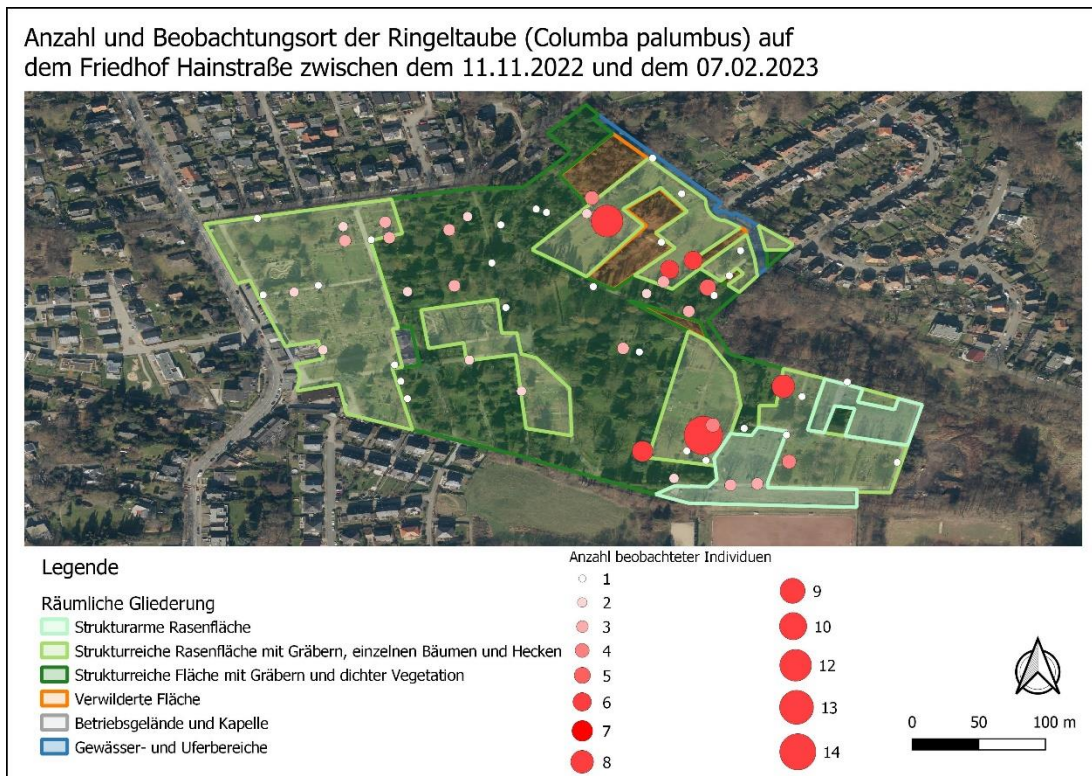 Anzahl und Beobachtungsort der Ringeltaube (Columba palumbus) auf
dem Friedhof Hainstraße zwischen dem 11.11.2022 und dem 07.02.2023
Legende
Räumliche Gliederung
Strukturarme Rasenfläche
Strukturreiche Rasenfläche mit Gräbern, einzelnen Bäumen und Hecken
Strukturreiche Fläche mit Gräbern und dichter Vegetation
Verwilderte Fläche
Betriebsgelände und Kapelle
Gewässer- und Uferbereiche
Anzahl beobachteter Individuen
1
2
3
4
5
6
7
8
9
10
12
13
14
0 50 100 m